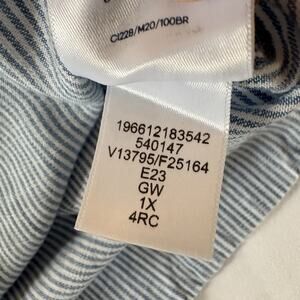 CI228/M20/100BR
196612183542
540147
V13795/F25164
E23
GW
1X
4RC